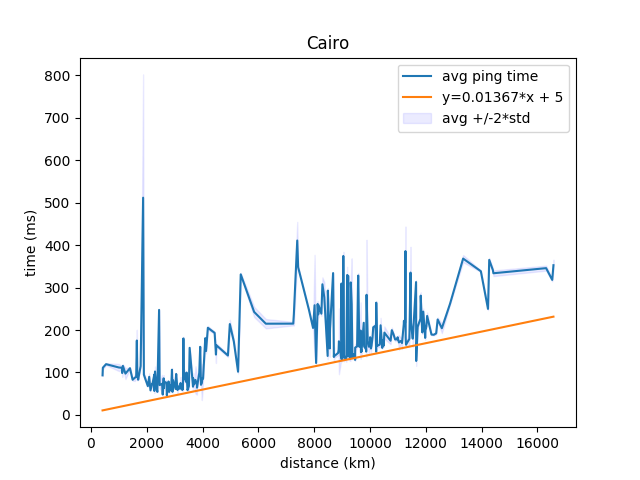 Cairo
avg ping time
y=0.01367*x + 5
avg +/-2*std
800
700
600
500
400
300
200
100
0
time (ms)
0 2000 4000 6000 8000 10000 12000 14000 16000
distance (km)